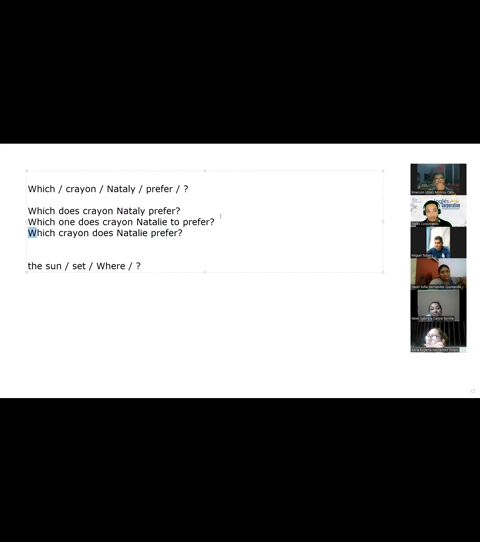 Which / crayon / Nataly / prefer / ?
Which does crayon Nataly prefer?
Which one does crayon Natalie to prefer?
Which crayon does Natalie prefer?
the sun / set / Where / ?